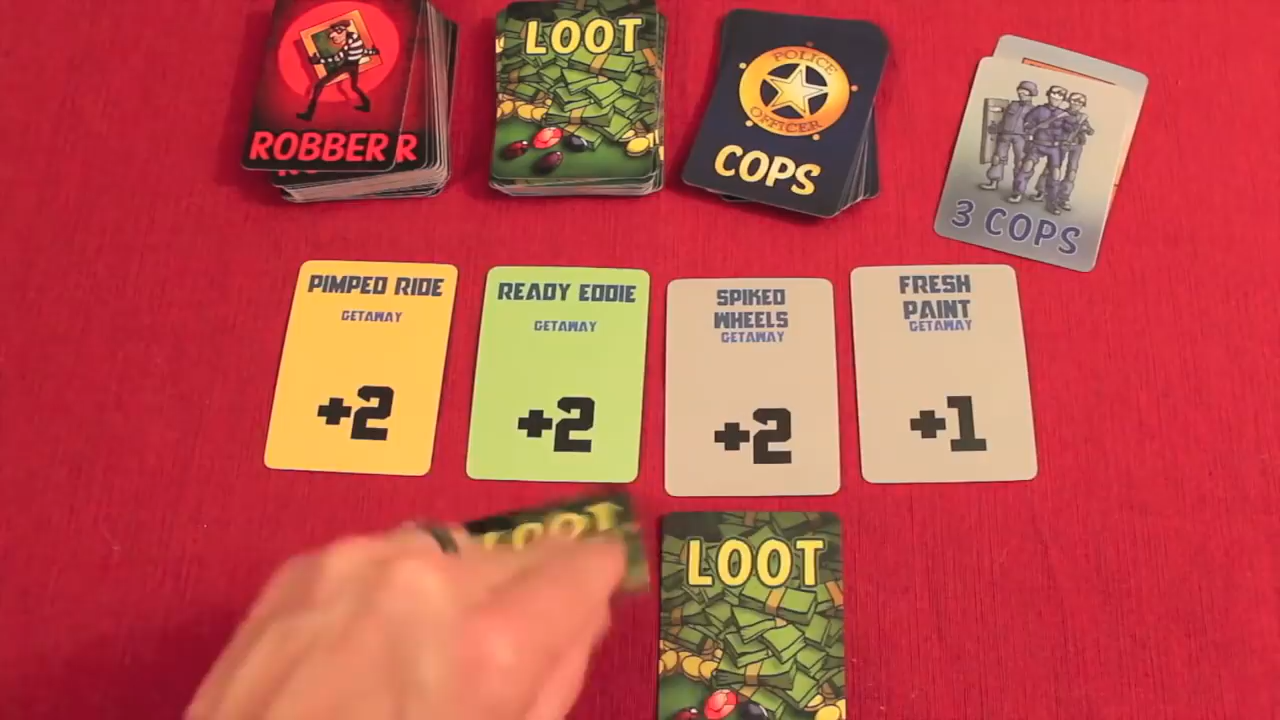 ROBBER
R
LOOT
POLICE
OFFICER
COPS
3 COPS
PIMPED RIDE
GETAWAY
+2
READY EDDIE
GETAWAY
+2
SPIKED
WHEELS
GETAWAY
+2
FRESH
PAINT
GETAWAY
+1
LOOT
LOOT